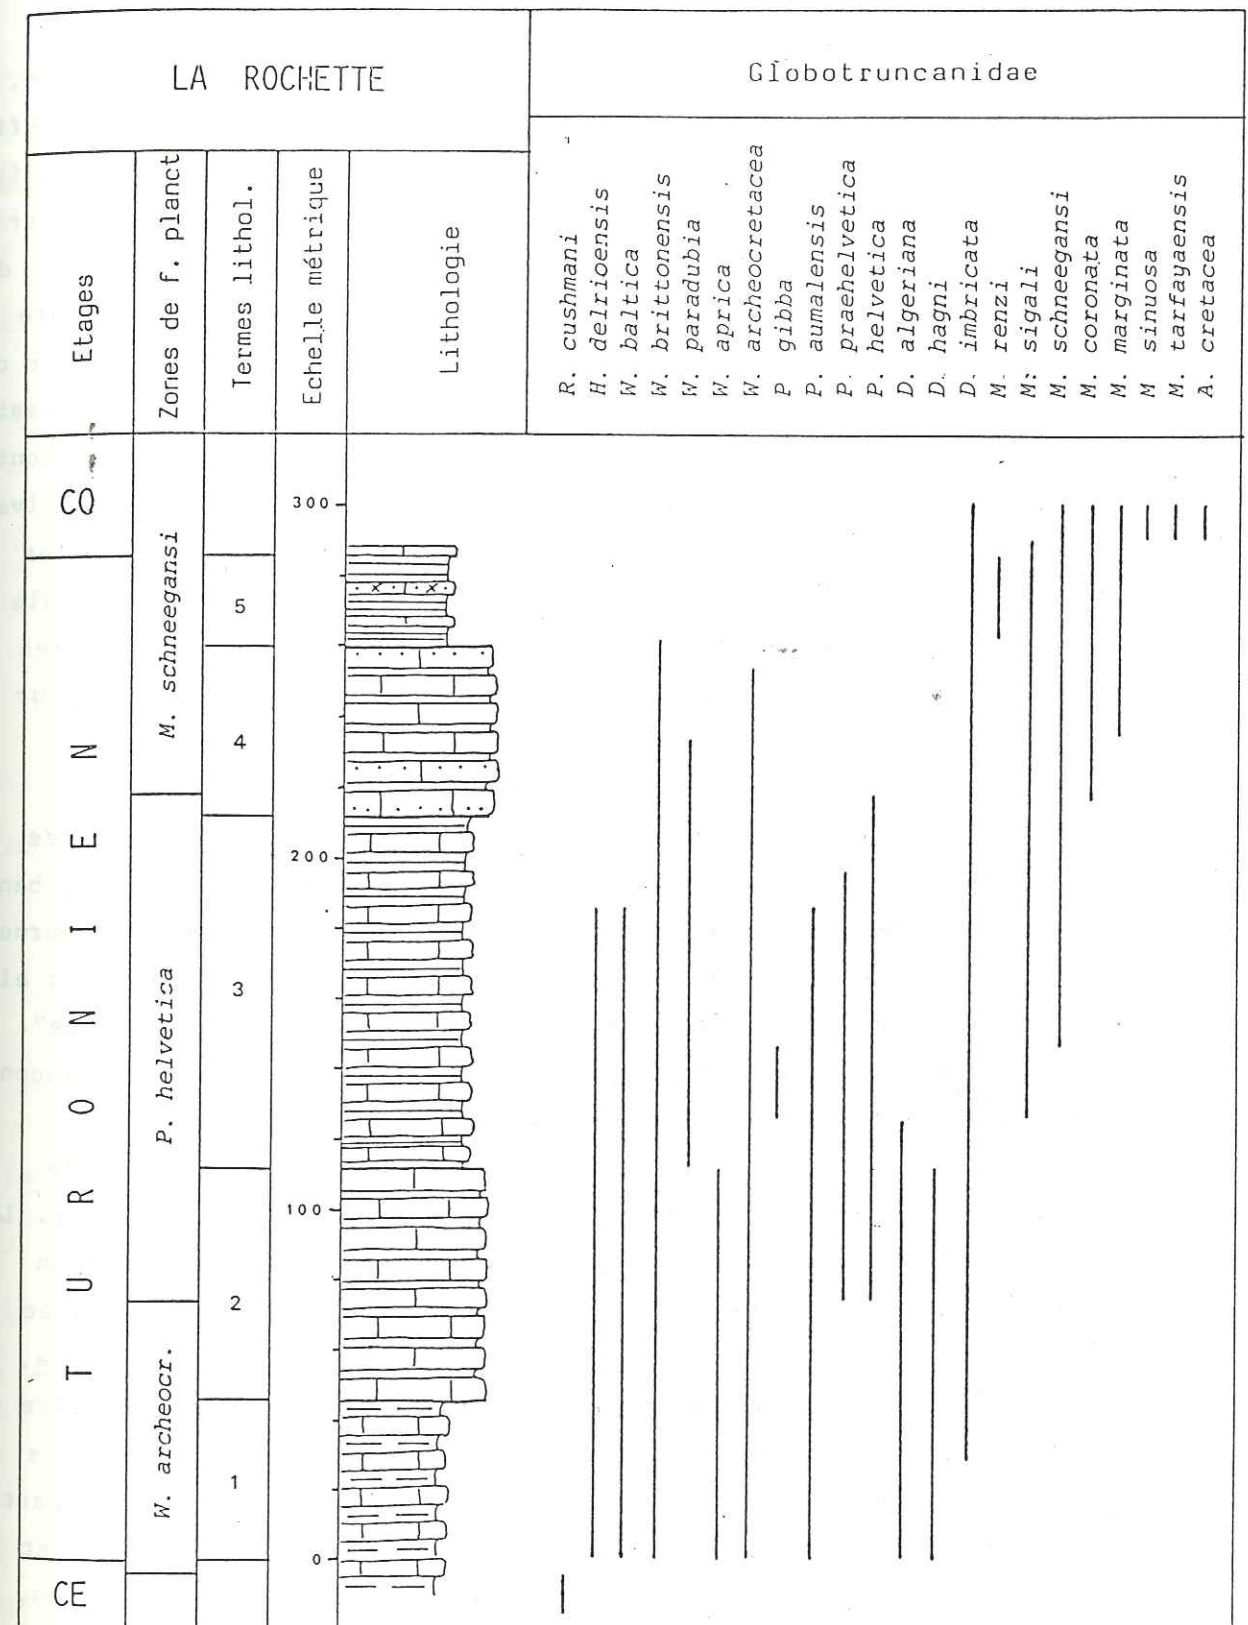 LA ROCHETTE
Globotruncanidae
Etages
Zones de f. planct
Termes lithol.
Echelle métrique
Lithologie
R. cushmani
H. delrioensis
W. baltica
W. brittonensis
W. paradubia
W. aprica
W. archeocretacea
P gibba
P. aumalensis
P. praehelvetica
P. helvetica
D. algeriana
D. hagni
D. imbricata
M. renzi
M. sigali
M. schneegansi
M. coronata
M. marginata
M sinuosa
M. tarfayaensis
A. cretacea
CO
TURONIEN
CE
M. schneegansi
P. helvetica
W. archeocr.
5
4
3
2
1
300
200
100
0